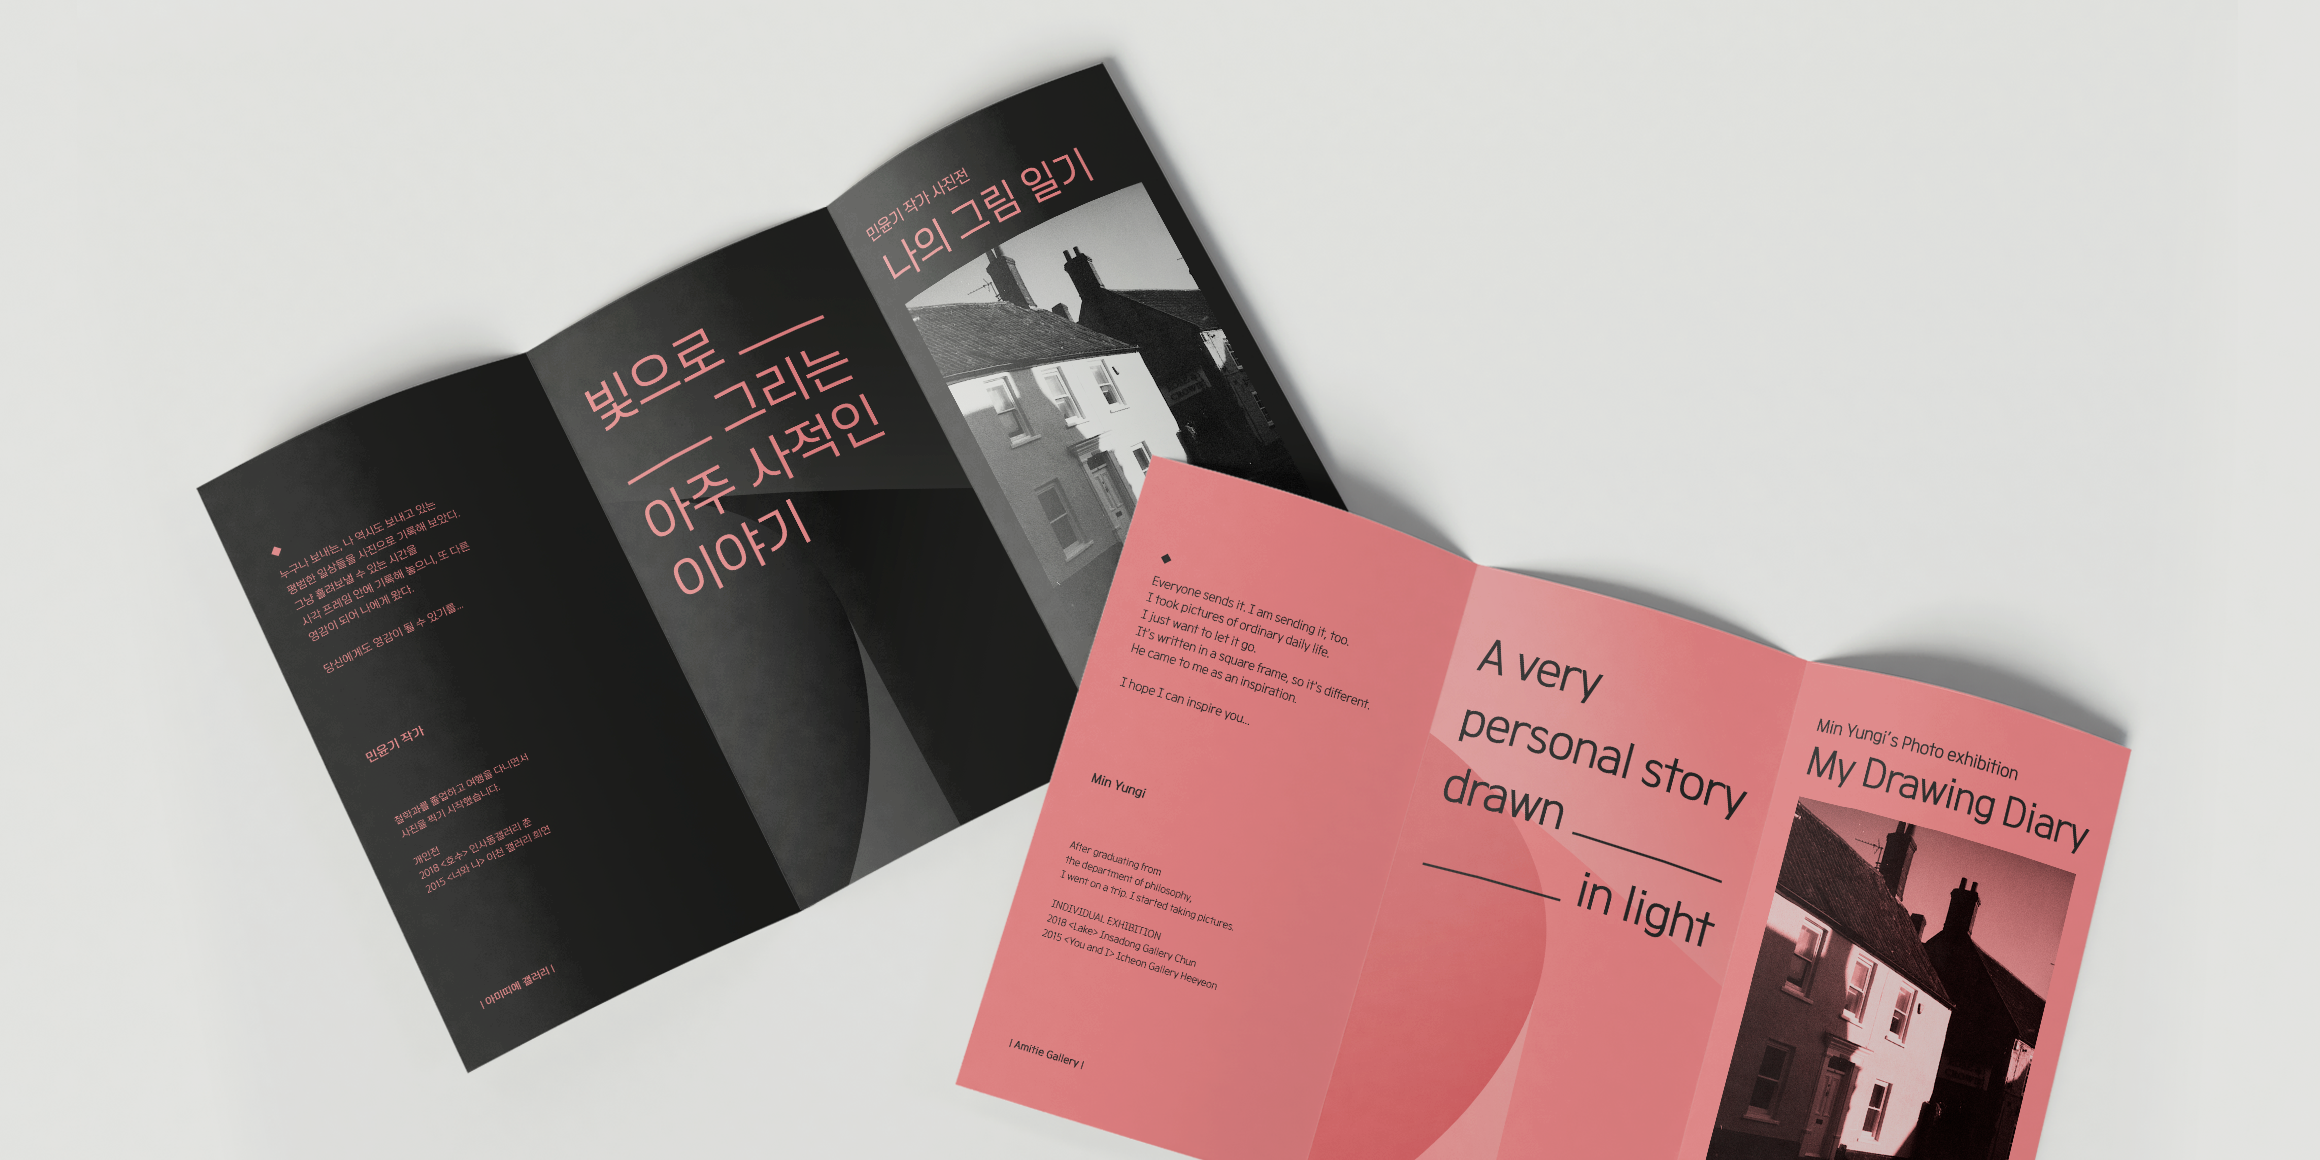 누구나 보내는, 나 역시도 보내고 있는
평범한 일상들을 사진으로 기록해 보았다.
그냥 흘려보낼 수 있는 시간을
사각 프레임 안에 기록해 놓으니, 또 다른
영감이 되어 나에게 왔다.
당신에게도 영감이 될 수 있기를...
민윤기 작가
철학과를 졸업하고 여행을 다니면서
사진을 찍기 시작했습니다.
개인전
2018 <호수> 인사동갤러리 춘
2015 <너와 나> 이천 갤러리 희연
| 아미띠에 갤러리 |
빛으로
그리는
아주 사적인
이야기
민윤기 작가 사진전
나의 그림 일기
Everyone sends it, I am sending it, too.
I took pictures of ordinary daily life.
I just want to let it go.
It's written in a square frame, so it's different.
He came to me as an inspiration.
I hope I can inspire you...
Min Yungi
After graduating from
the department of philosophy,
I went on a trip. I started taking pictures.
INDIVIDUAL EXHIBITION
2018 <Lake> Insadong Gallery Chun
2015 <You and I> Icheon Gallery Heeyeon
| Amitie Gallery |
A very
personal story
drawn
in light
Min Yungi's Photo exhibition
My Drawing Diary